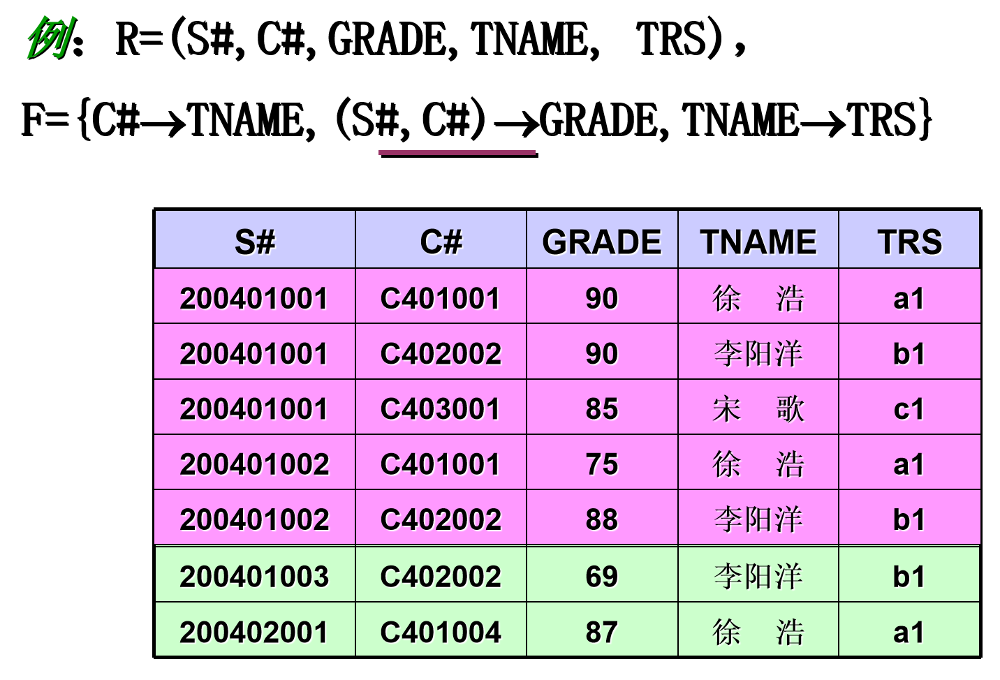 例：R=(S#,C#,GRADE,TNAME, TRS)，
F={C#→TNAME,(S#,C#)→GRADE,TNAME→TRS}
S# C# GRADE TNAME TRS
200401001 C401001 90 徐 浩 a1
200401001 C402002 90 李阳洋 b1
200401001 C403001 85 宋 歌 c1
200401002 C401001 75 徐 浩 a1
200401002 C402002 88 李阳洋 b1
200401003 C402002 69 李阳洋 b1
200402001 C401004 87 徐 浩 a1